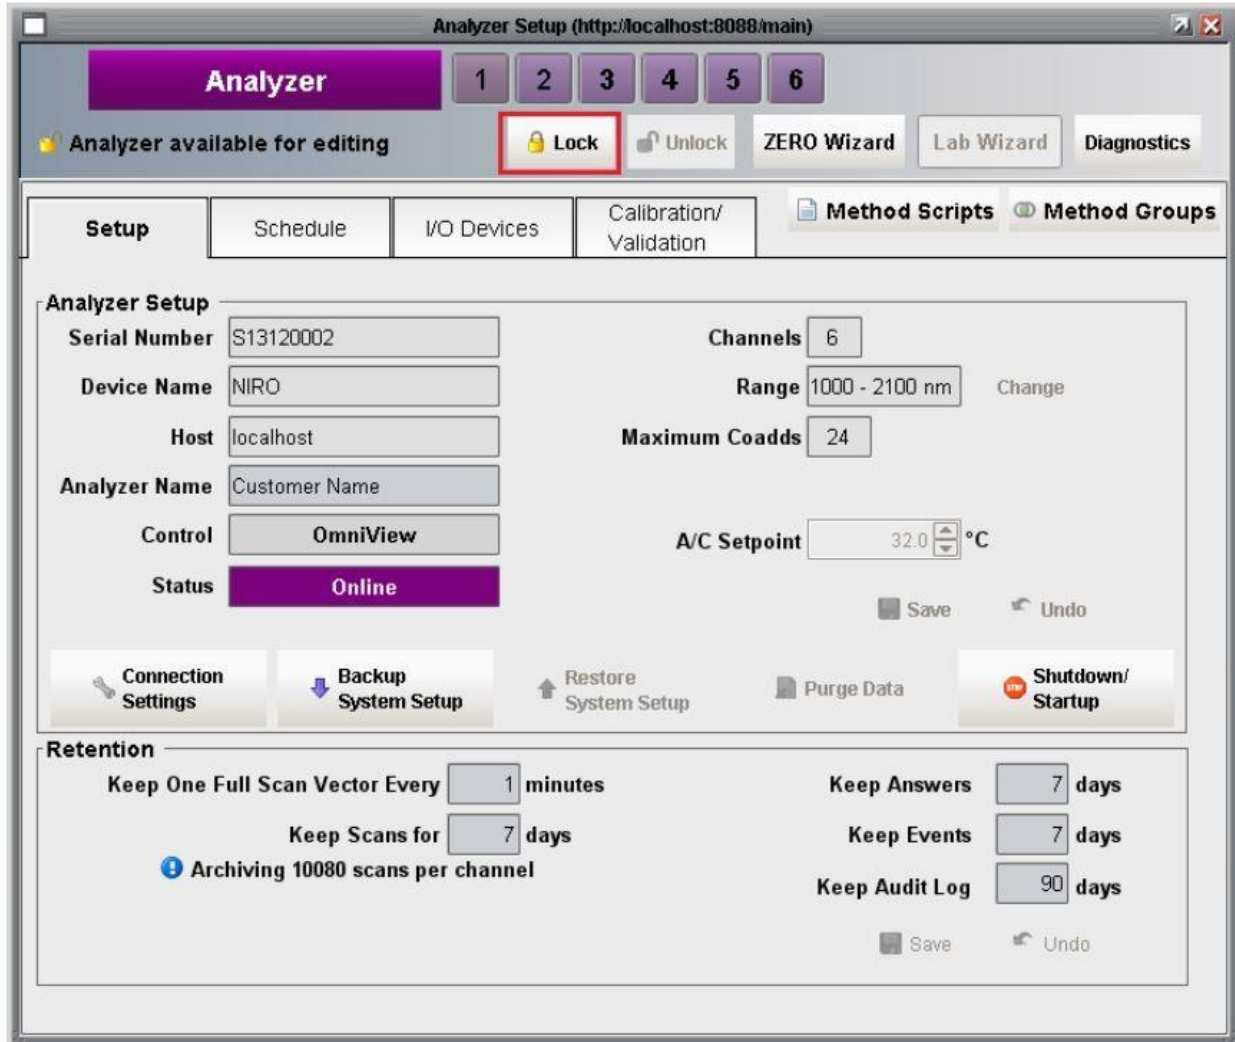 Analyzer Setup (http://localhost:8088/main)
Analyzer 1 2 3 4 5 6
Analyzer available for editing Lock Unlock ZERO Wizard Lab Wizard Diagnostics
Setup Schedule I/O Devices Calibration/
Validation Method Scripts Method Groups
Analyzer Setup
Serial Number S13120002 Channels 6
Device Name NIRO Range 1000 - 2100 nm Change
Host localhost Maximum Coadds 24
Analyzer Name Customer Name
Control OmniView A/C Setpoint 32.0 °C
Status Online
Save Undo
Connection
Settings
Backup
System Setup
Restore
System Setup
Purge Data
Shutdown/
Startup
Retention
Keep One Full Scan Vector Every 1 minutes Keep Answers 7 days
Keep Scans for 7 days Keep Events 7 days
Archiving 10080 scans per channel
Keep Audit Log 90 days
Save Undo